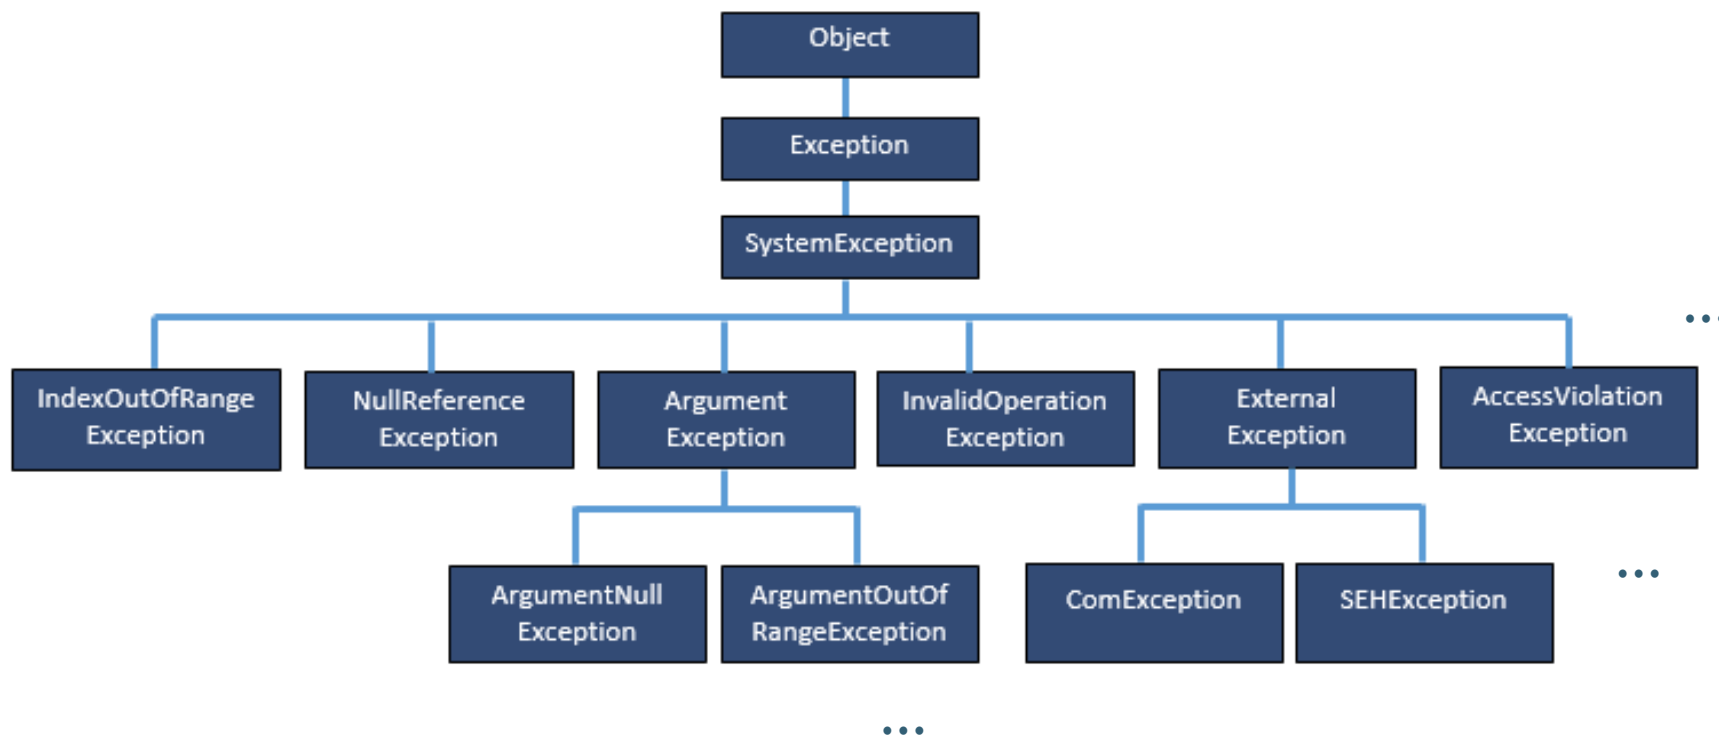 Object
Exception
SystemException
IndexOutOfRange
Exception
NullReference
Exception
Argument
Exception
InvalidOperation
Exception
External
Exception
AccessViolation
Exception
ArgumentNull
Exception
ArgumentOutOf
RangeException
ComException
SEHException
...
...
...